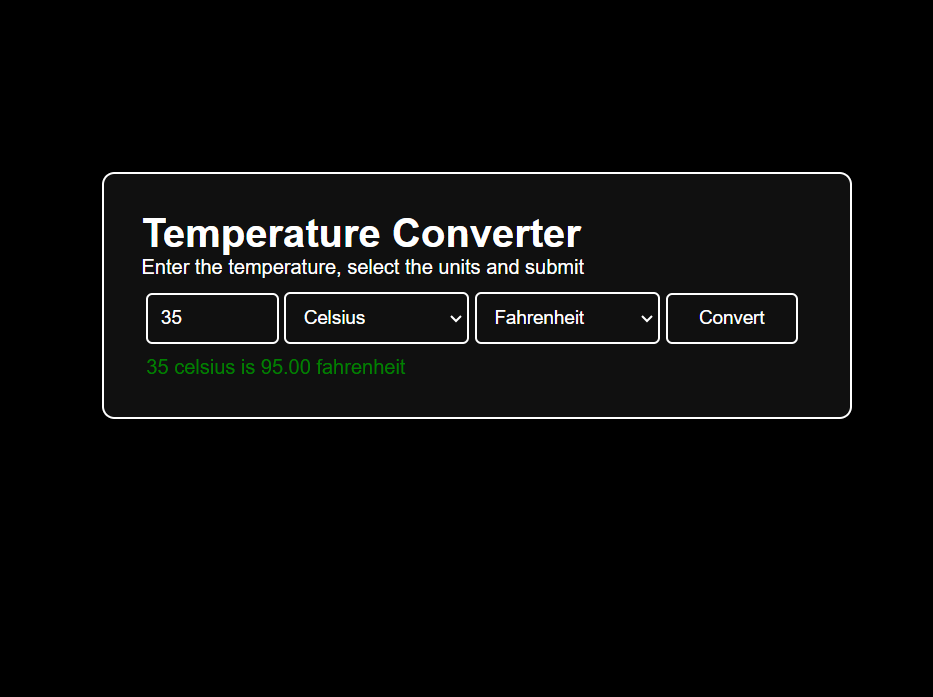 Temperature Converter
Enter the temperature, select the units and submit
35 Celsius Fahrenheit Convert
35 celsius is 95.00 fahrenheit